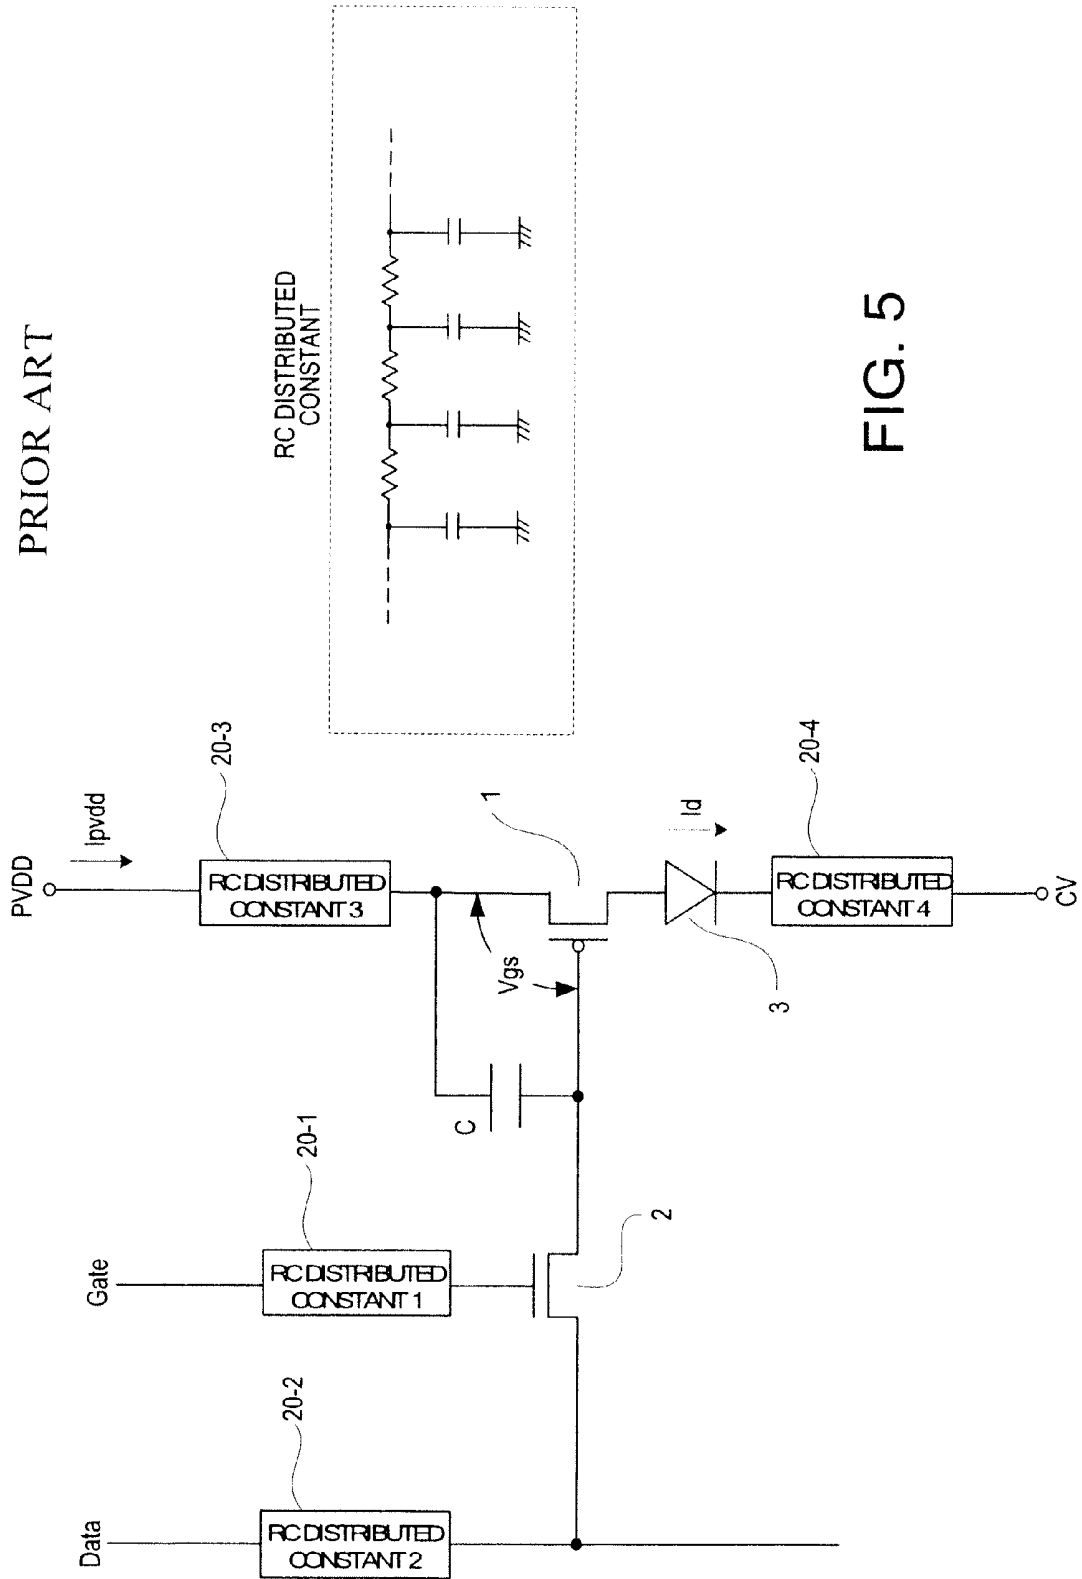 PRIOR ART
RC DISTRIBUTED
CONSTANT
PVDD
Ipvdd
20-3
RC DISTRIBUTED
CONSTANT 3
Vgs
1
Id
3
20-4
RC DISTRIBUTED
CONSTANT 4
CV
C
Gate
20-1
RC DISTRIBUTED
CONSTANT 1
2
Data
20-2
RC DISTRIBUTED
CONSTANT 2
FIG. 5